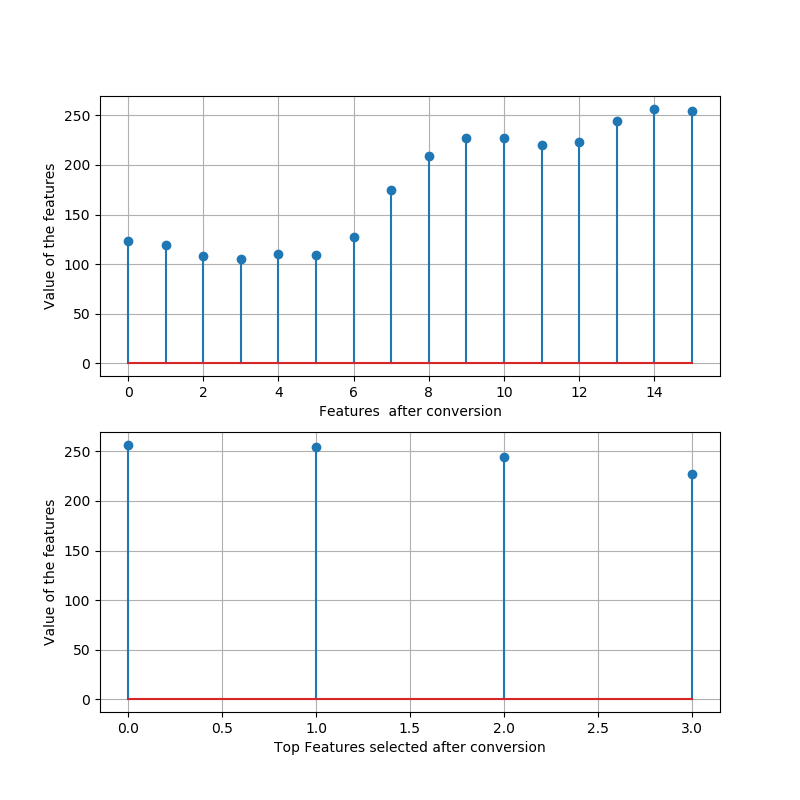 250
200
150
100
50
0
Value of the features
0 2 4 6 8 10 12 14
Features  after conversion
250
200
150
100
50
0
Value of the features
0.0 0.5 1.0 1.5 2.0 2.5 3.0
Top Features selected after conversion